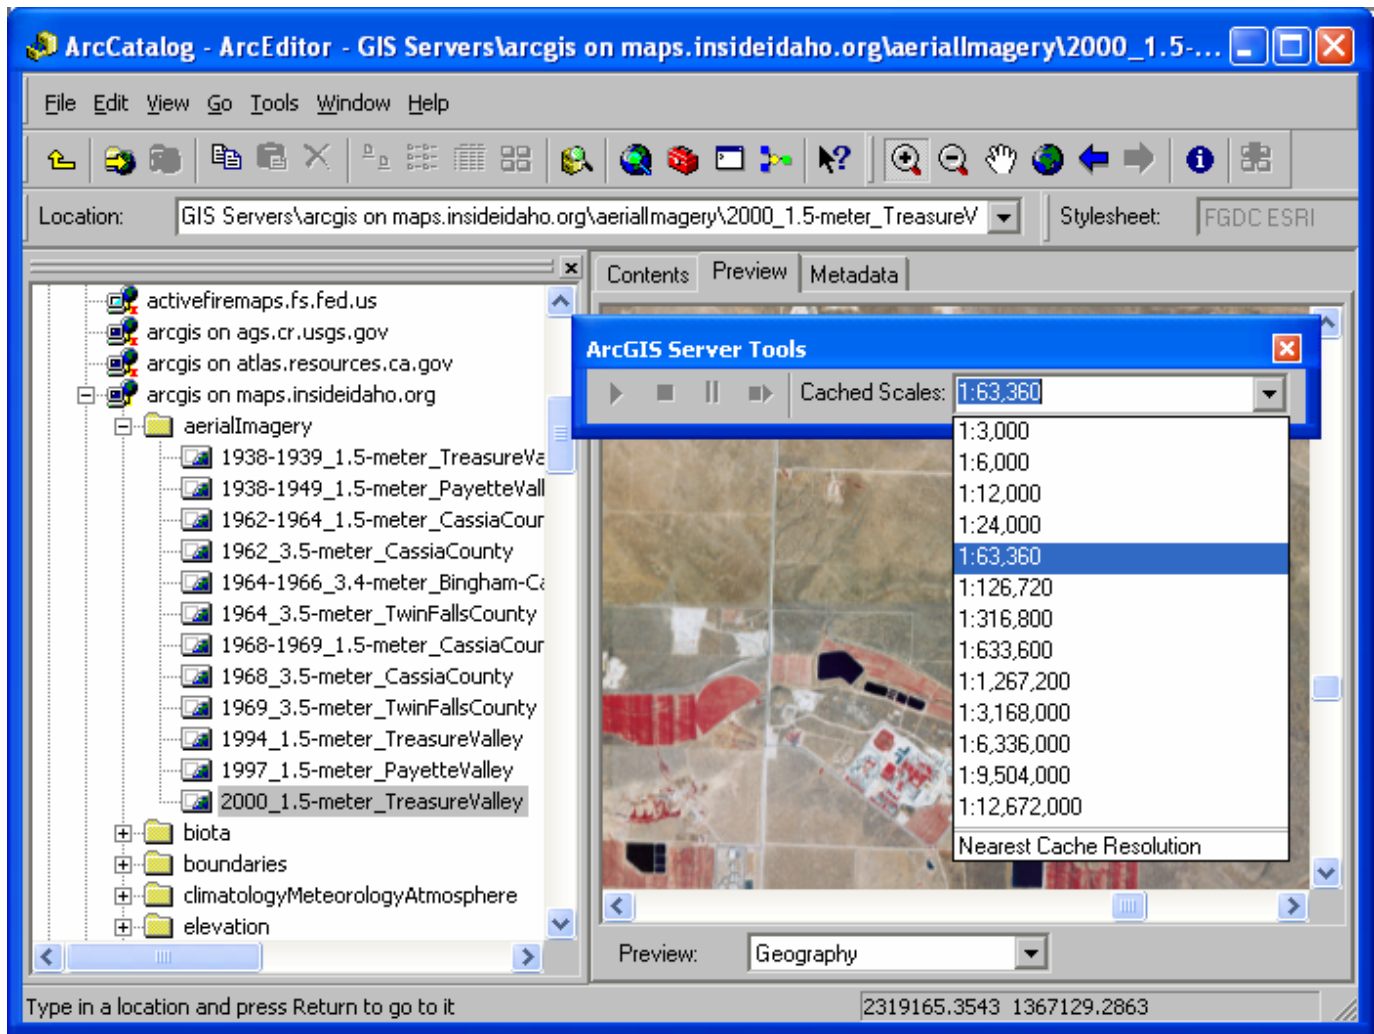 ArcCatalog - ArcEditor - GIS Servers\arcgis on maps.insideidaho.org\aerialImagery\2000_1.5-...
File Edit View Go Tools Window Help
Location: GIS Servers\arcgis on maps.insideidaho.org\aerialImagery\2000_1.5-meter_TreasureV Stylesheet: FGDC ESRI
activefiremaps.fs.fed.us
arcgis on ags.cr.usgs.gov
arcgis on atlas.resources.ca.gov
arcgis on maps.insideidaho.org
aerialImagery
1938-1939_1.5-meter_TreasureVa
1938-1949_1.5-meter_PayetteVall
1962-1964_1.5-meter_CassiaCour
1962_3.5-meter_CassiaCounty
1964-1966_3.4-meter_Bingham-Ca
1964_3.5-meter_TwinFallsCounty
1968-1969_1.5-meter_CassiaCour
1968_3.5-meter_CassiaCounty
1969_3.5-meter_TwinFallsCounty
1994_1.5-meter_TreasureValley
1997_1.5-meter_PayetteValley
2000_1.5-meter_TreasureValley
biota
boundaries
climatologyMeteorologyAtmosphere
elevation
Contents Preview Metadata
ArcGIS Server Tools
Cached Scales: 1:63,360
1:3,000
1:6,000
1:12,000
1:24,000
1:63,360
1:126,720
1:316,800
1:633,600
1:1,267,200
1:3,168,000
1:6,336,000
1:9,504,000
1:12,672,000
Nearest Cache Resolution
Preview: Geography
Type in a location and press Return to go to it 2319165.3543 1367129.2863